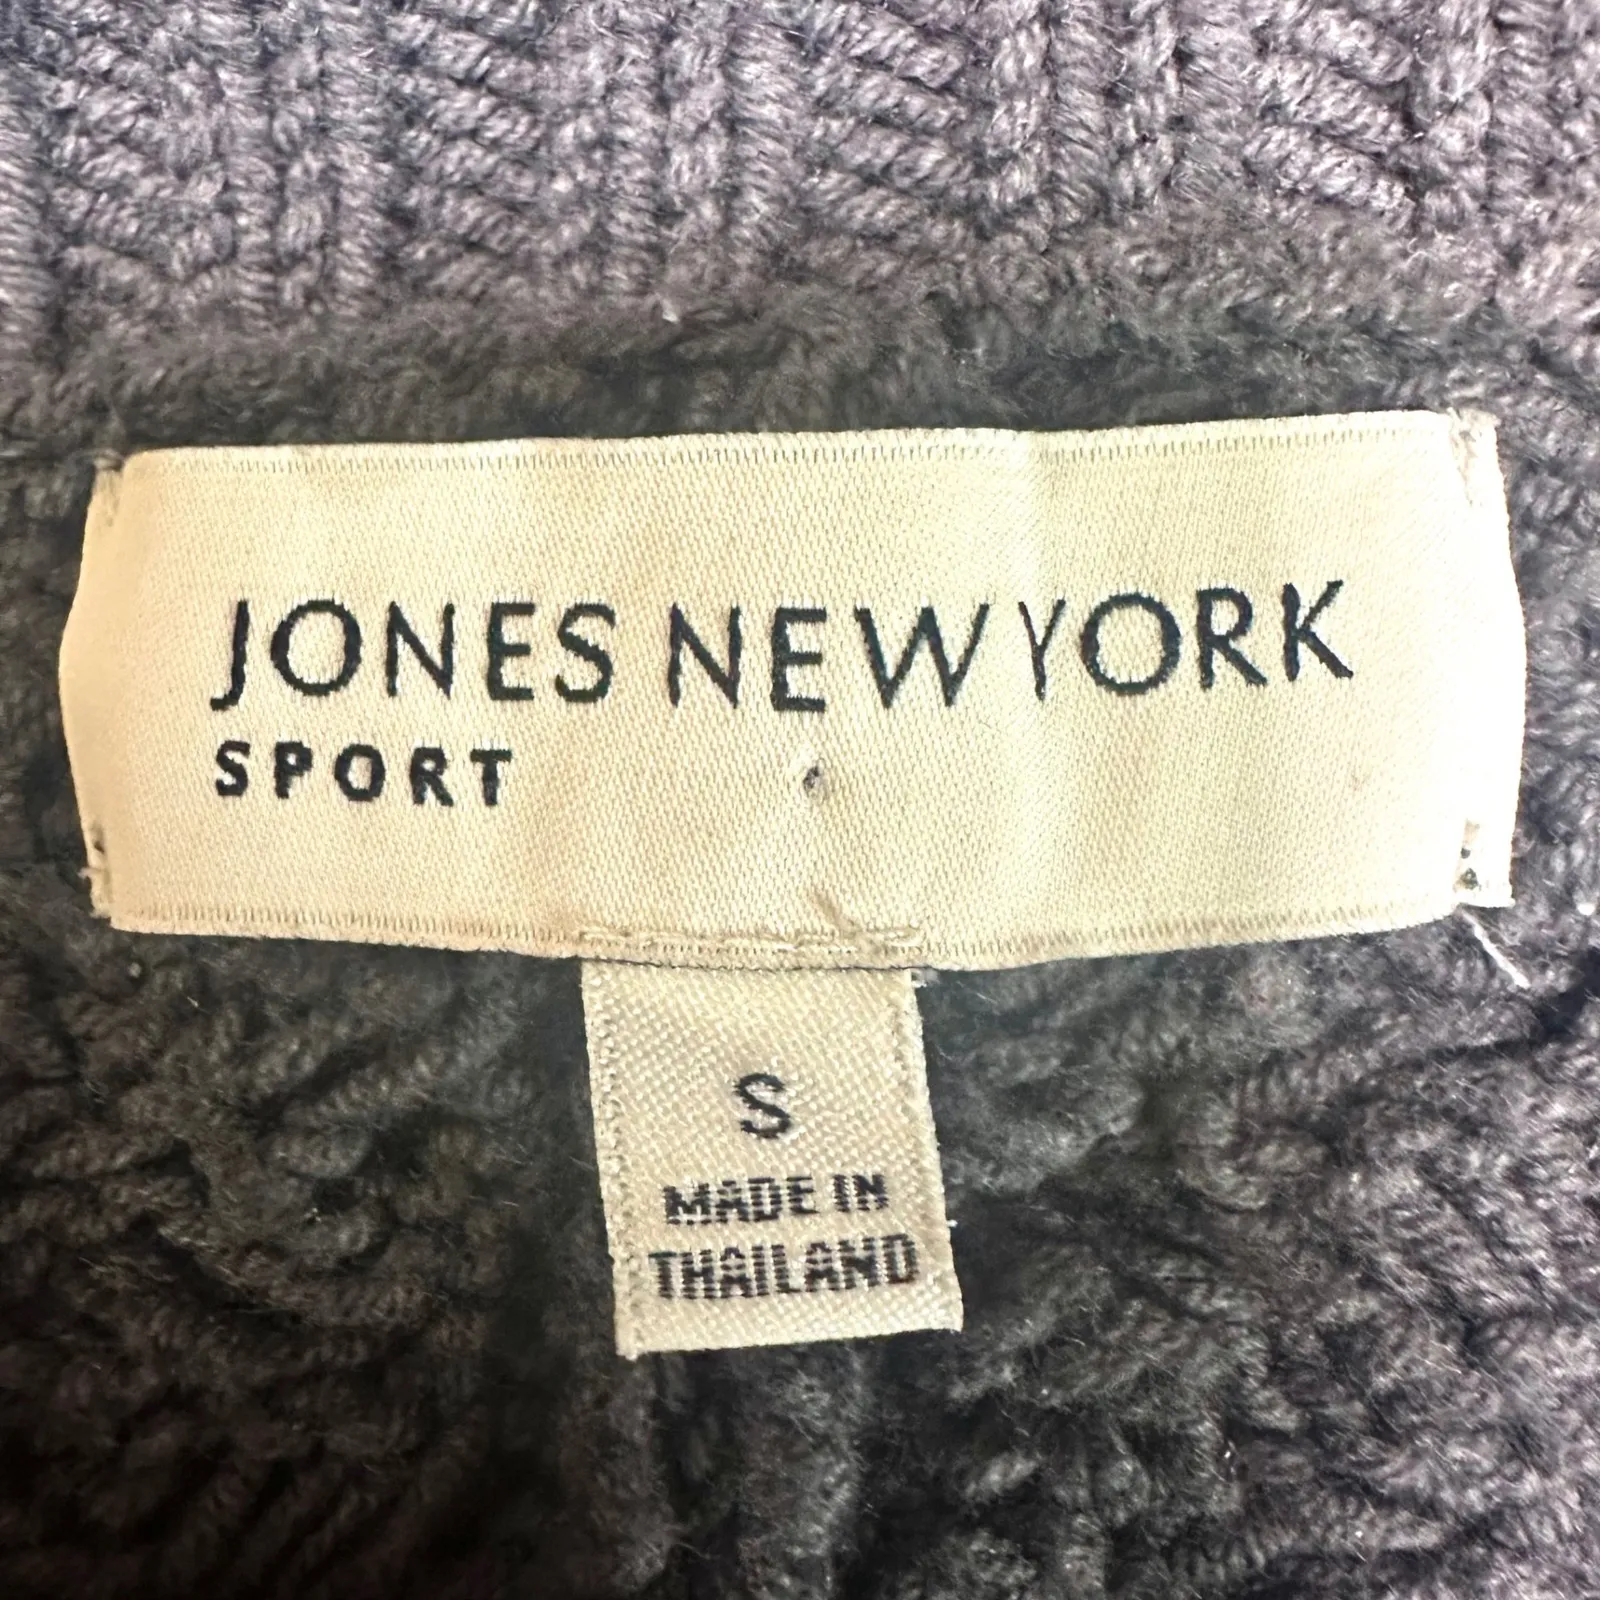 JONES NEW YORK
SPORT
S
MADE IN
THAILAND